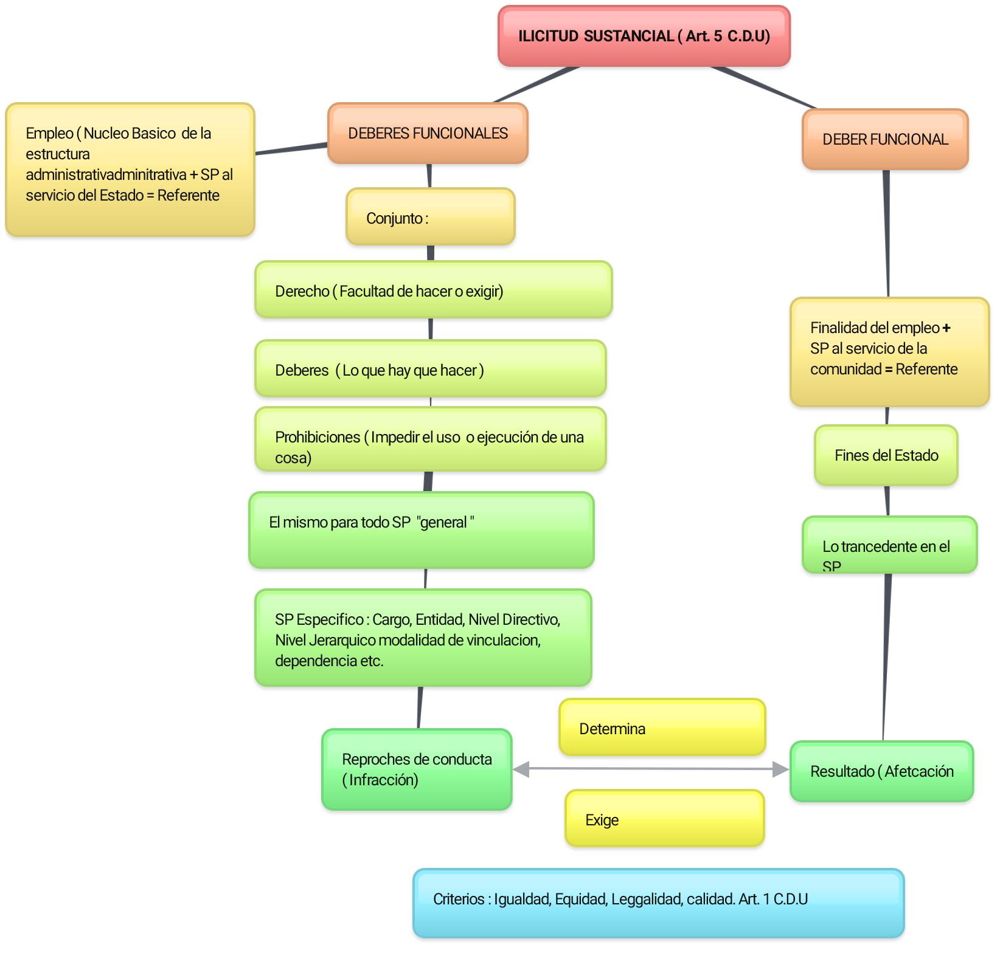 ILICITUD SUSTANCIAL ( Art. 5 C.D.U)
DEBERES FUNCIONALES
DEBER FUNCIONAL
Empleo ( Nucleo Basico de la
estructura
administrativadminitrativa + SP al
servicio del Estado = Referente
Conjunto :
Derecho ( Facultad de hacer o exigir)
Deberes ( Lo que hay que hacer )
Prohibiciones ( Impedir el uso o ejecución de una
cosa)
El mismo para todo SP "general "
SP Especifico : Cargo, Entidad, Nivel Directivo,
Nivel Jerarquico modalidad de vinculacion,
dependencia etc.
Reproches de conducta
( Infracción)
Finalidad del empleo +
SP al servicio de la
comunidad = Referente
Fines del Estado
Lo trancedente en el
SP
Determina
Resultado ( Afetcación
Exige
Criterios : Igualdad, Equidad, Leggalidad, calidad. Art. 1 C.D.U